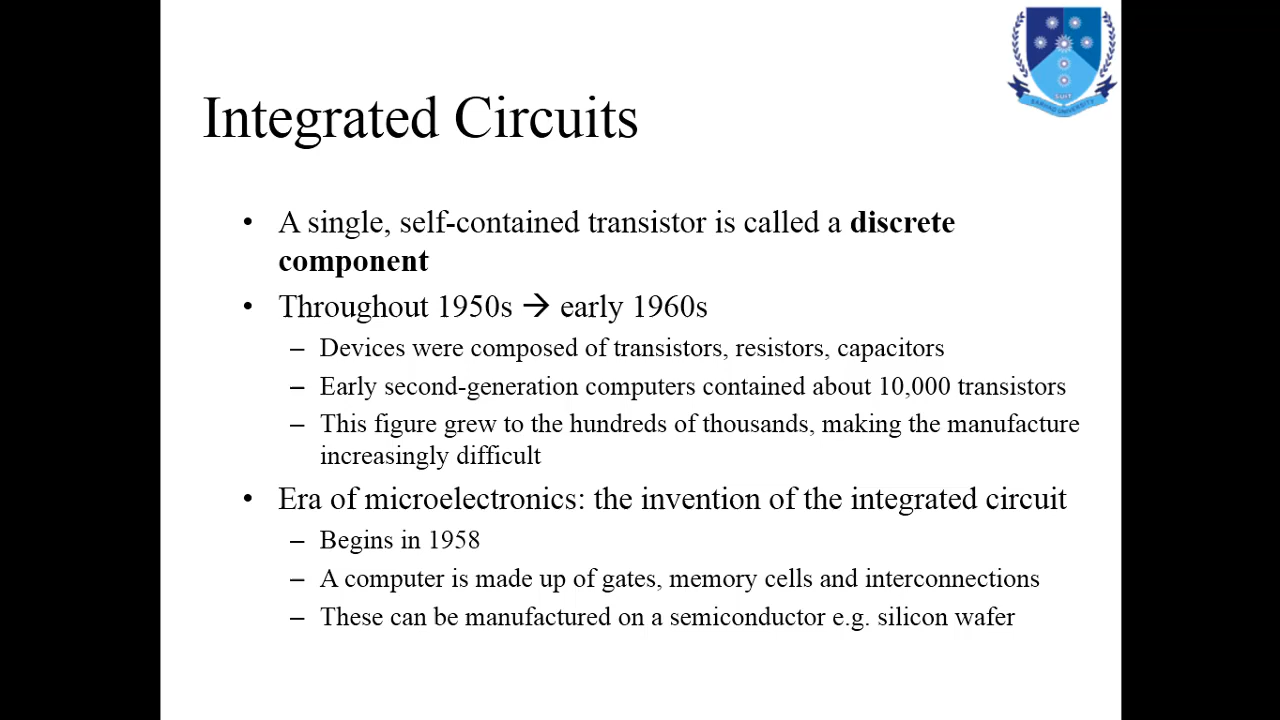 SUIT
SARHAD UNIVERSITY
Integrated Circuits
• A single, self-contained transistor is called a discrete
component
• Throughout 1950s → early 1960s
– Devices were composed of transistors, resistors, capacitors
– Early second-generation computers contained about 10,000 transistors
– This figure grew to the hundreds of thousands, making the manufacture
increasingly difficult
• Era of microelectronics: the invention of the integrated circuit
– Begins in 1958
– A computer is made up of gates, memory cells and interconnections
– These can be manufactured on a semiconductor e.g. silicon wafer